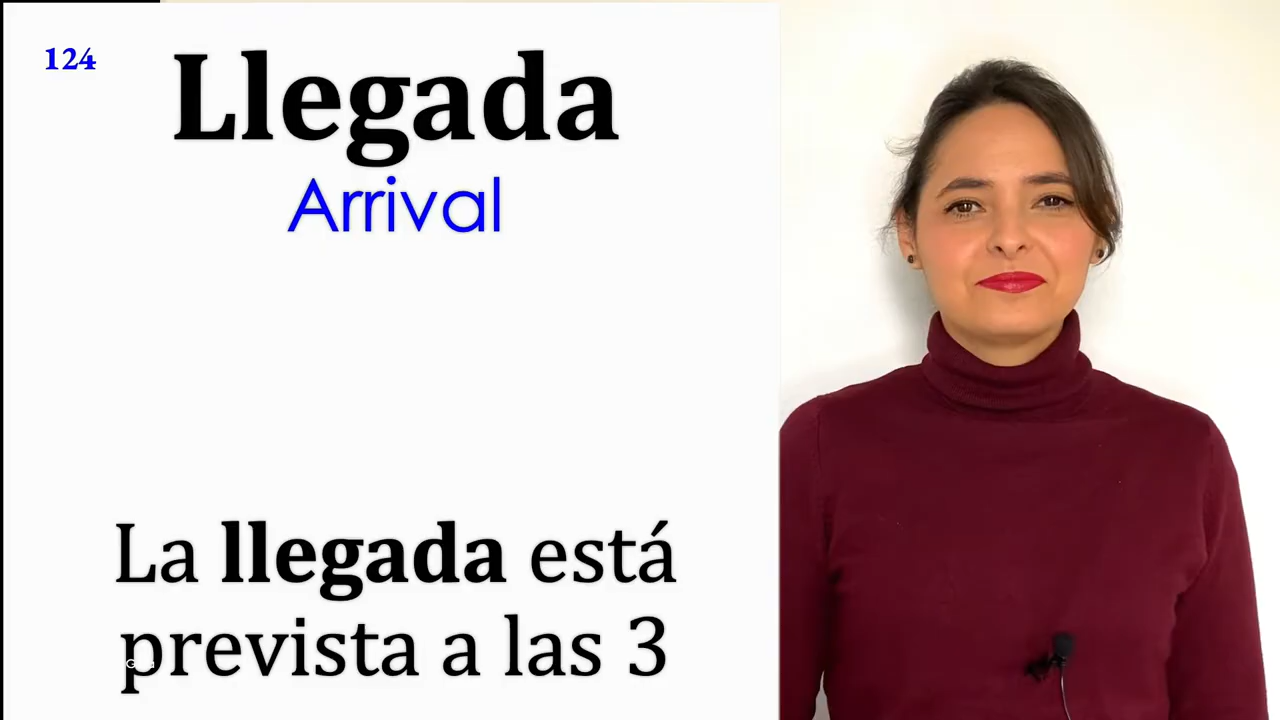 124
Llegada
Arrival
La llegada está
prevista a las 3